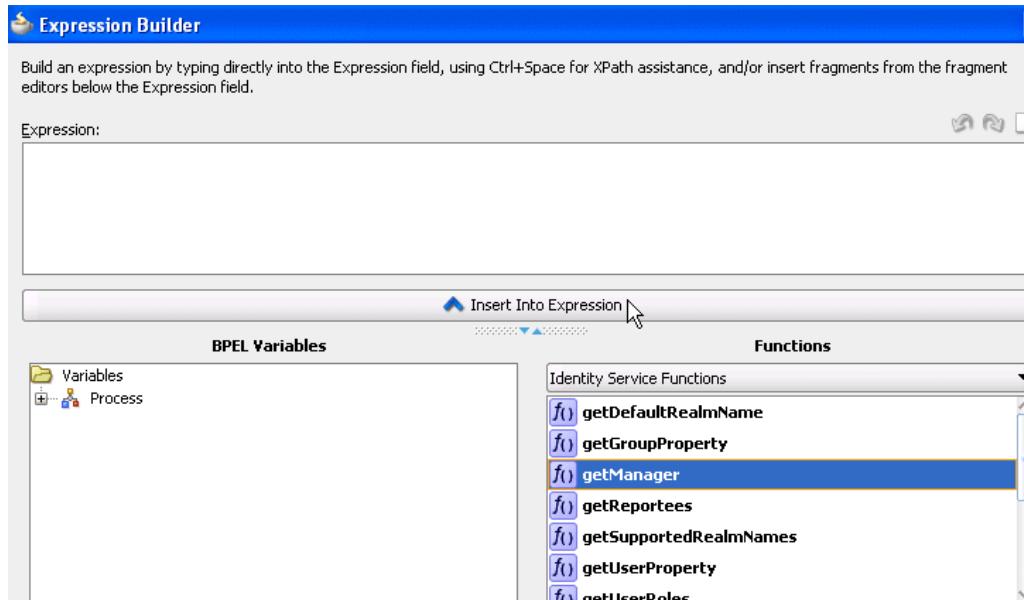 Expression Builder
Build an expression by typing directly into the Expression field, using Ctrl+Space for XPath assistance, and/or insert fragments from the fragment
editors below the Expression field.
Expression:
Insert Into Expression
BPEL Variables
Variables
Process
Functions
Identity Service Functions
f() getDefaultRealmName
f() getGroupProperty
f() getManager
f() getReportees
f() getSupportedRealmNames
f() getUserProperty
f() getUserRoles